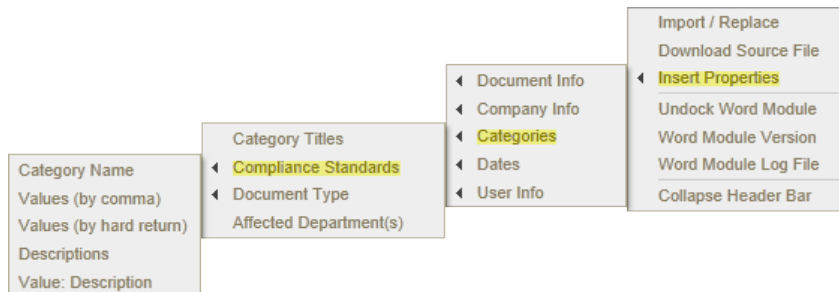 Import / Replace
Download Source File
Insert Properties
Undock Word Module
Word Module Version
Word Module Log File
Collapse Header Bar
Document Info
Company Info
Categories
Dates
User Info
Category Titles
Compliance Standards
Document Type
Affected Department(s)
Category Name
Values (by comma)
Values (by hard return)
Descriptions
Value: Description